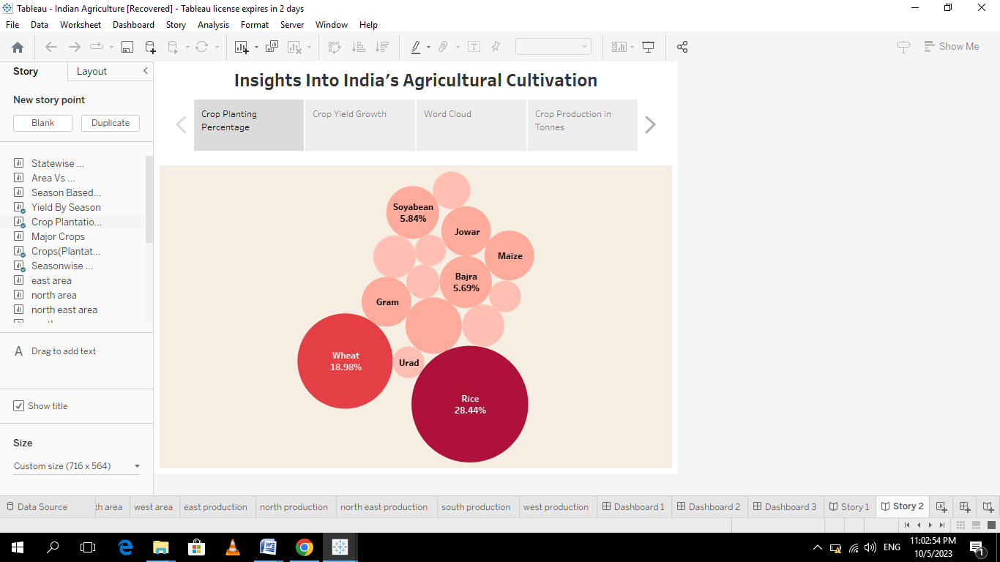 Tableau - Indian Agriculture [Recovered] - Tableau license expires in 2 days
File Data Worksheet Dashboard Story Analysis Format Server Window Help
Show Me
Story Layout
New story point
Blank Duplicate
Statewise ...
Area Vs ...
Season Based...
Yield By Season
Crop Plantatio...
Major Crops
Crops(Plantat...
Seasonwise ...
east area
north area
north east area
Drag to add text
Show title
Size
Custom size (716 x 564)
Insights Into India's Agricultural Cultivation
Crop Planting
Percentage
Crop Yield Growth
Word Cloud
Crop Production in
Tonnes
Soyabean
5.84%
Jowar
Maize
Bajra
5.69%
Gram
Wheat
18.98%
Urad
Rice
28.44%
Data Source area west area east production north production north east production south production west production Dashboard 1 Dashboard 2 Dashboard 3 Story 1 Story 2
ENG
11:02:54 PM
10/5/2023
1